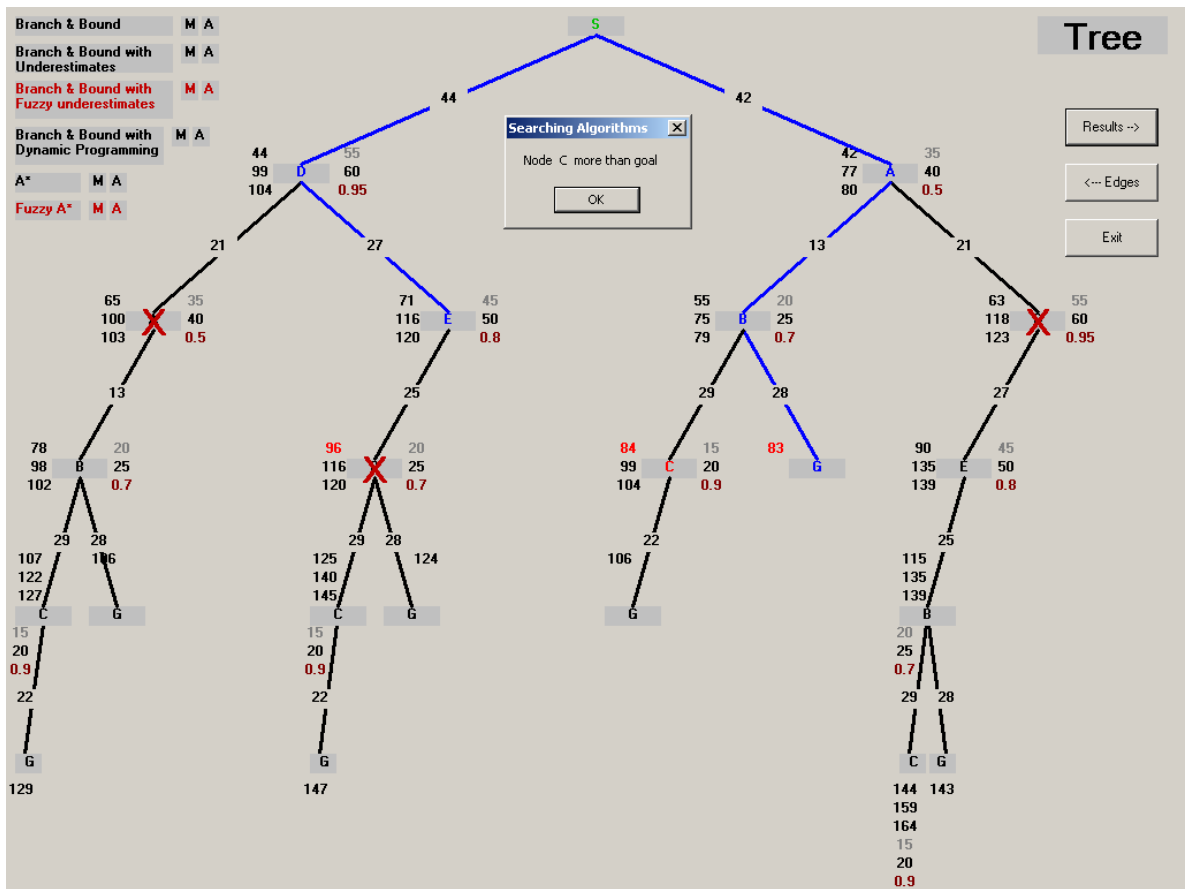 Branch & Bound M A
S
Tree
Branch & Bound with
Underestimates M A
Branch & Bound with
Fuzzy underestimates M A
Branch & Bound with
Dynamic Programming M A
A* M A
Fuzzy A* M A
Searching Algorithms
Node C more than goal
OK
Results -->
<--- Edges
Exit
44 42
44 55 42 35
99 D 60 77 A 40
104 0.95 80 0.5
21 27 13 21
65 35 71 45 55 20 63 55
100 40 116 E 50 75 B 25 118 60
103 0.5 120 0.8 79 0.7 123 0.95
13 25 29 28 27
78 20 96 20 84 15 83 90 45
98 B 25 116 25 99 C 20 G 135 E 50
102 0.7 120 0.7 104 0.9 139 0.8
29 28 29 28 22 25
107 106 125 124 106 115
122 140 135
127 145 139
C G C G G B
15 15 20
20 20 25
0.9 0.9 0.7
22 22 29 28
G G C G
129 147 144 143
159
164
15
20
0.9